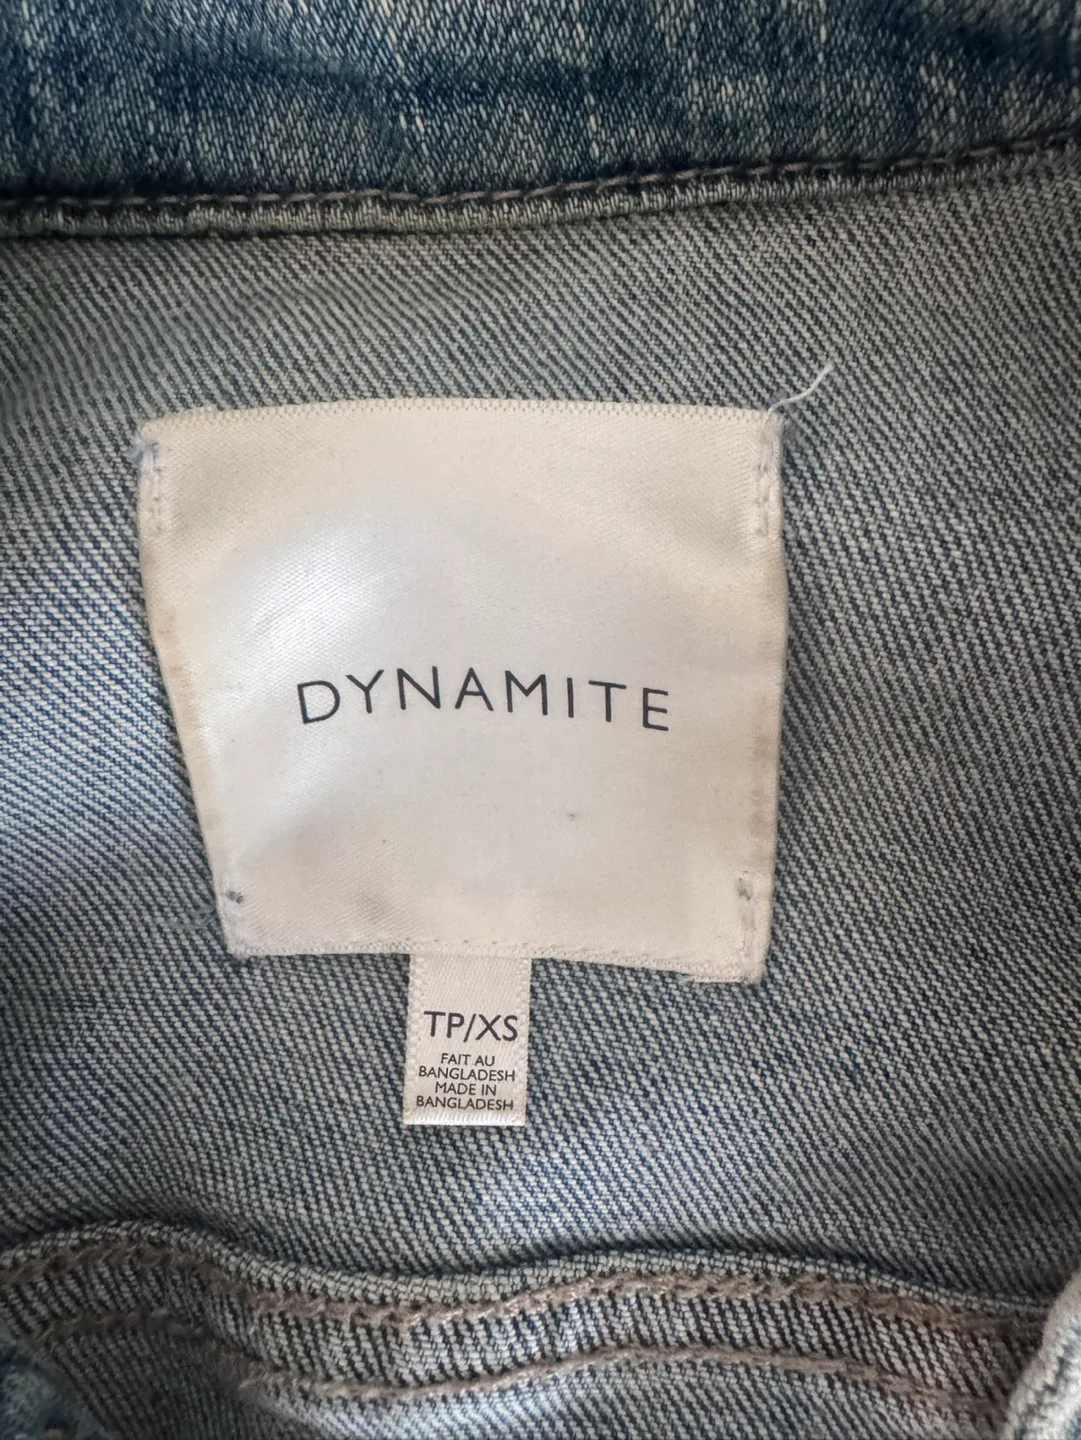 DYNAMITE
TP/XS
FAIT AU
BANGLADESH
MADE IN
BANGLADESH